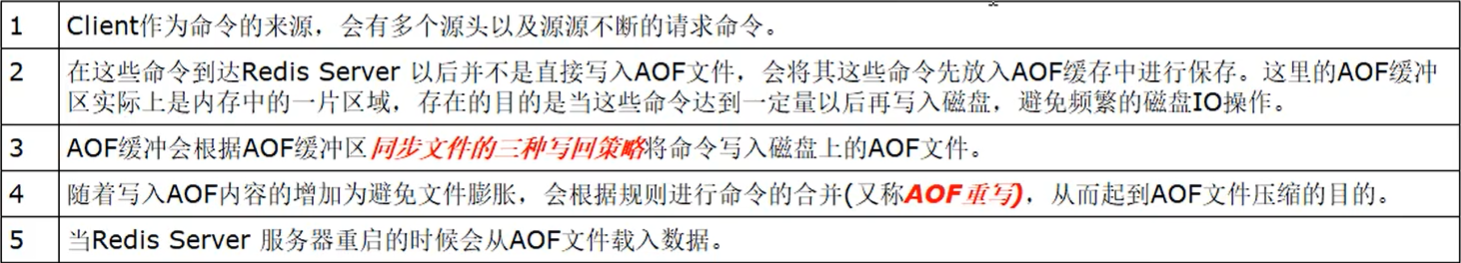 1 Client作为命令的来源，会有多个源头以及源源不断的请求命令。
2 在这些命令到达Redis Server 以后并不是直接写入AOF文件，会将其这些命令先放入AOF缓存中进行保存。这里的AOF缓冲
区实际上是内存中的一片区域，存在的目的是当这些命令达到一定量以后再写入磁盘，避免频繁的磁盘IO操作。
3 AOF缓冲会根据AOF缓冲区同步文件的三种写回策略将命令写入磁盘上的AOF文件。
4 随着写入AOF内容的增加为避免文件膨胀，会根据规则进行命令的合并(又称AOF重写)，从而起到AOF文件压缩的目的。
5 当Redis Server 服务器重启的时候会从AOF文件载入数据。